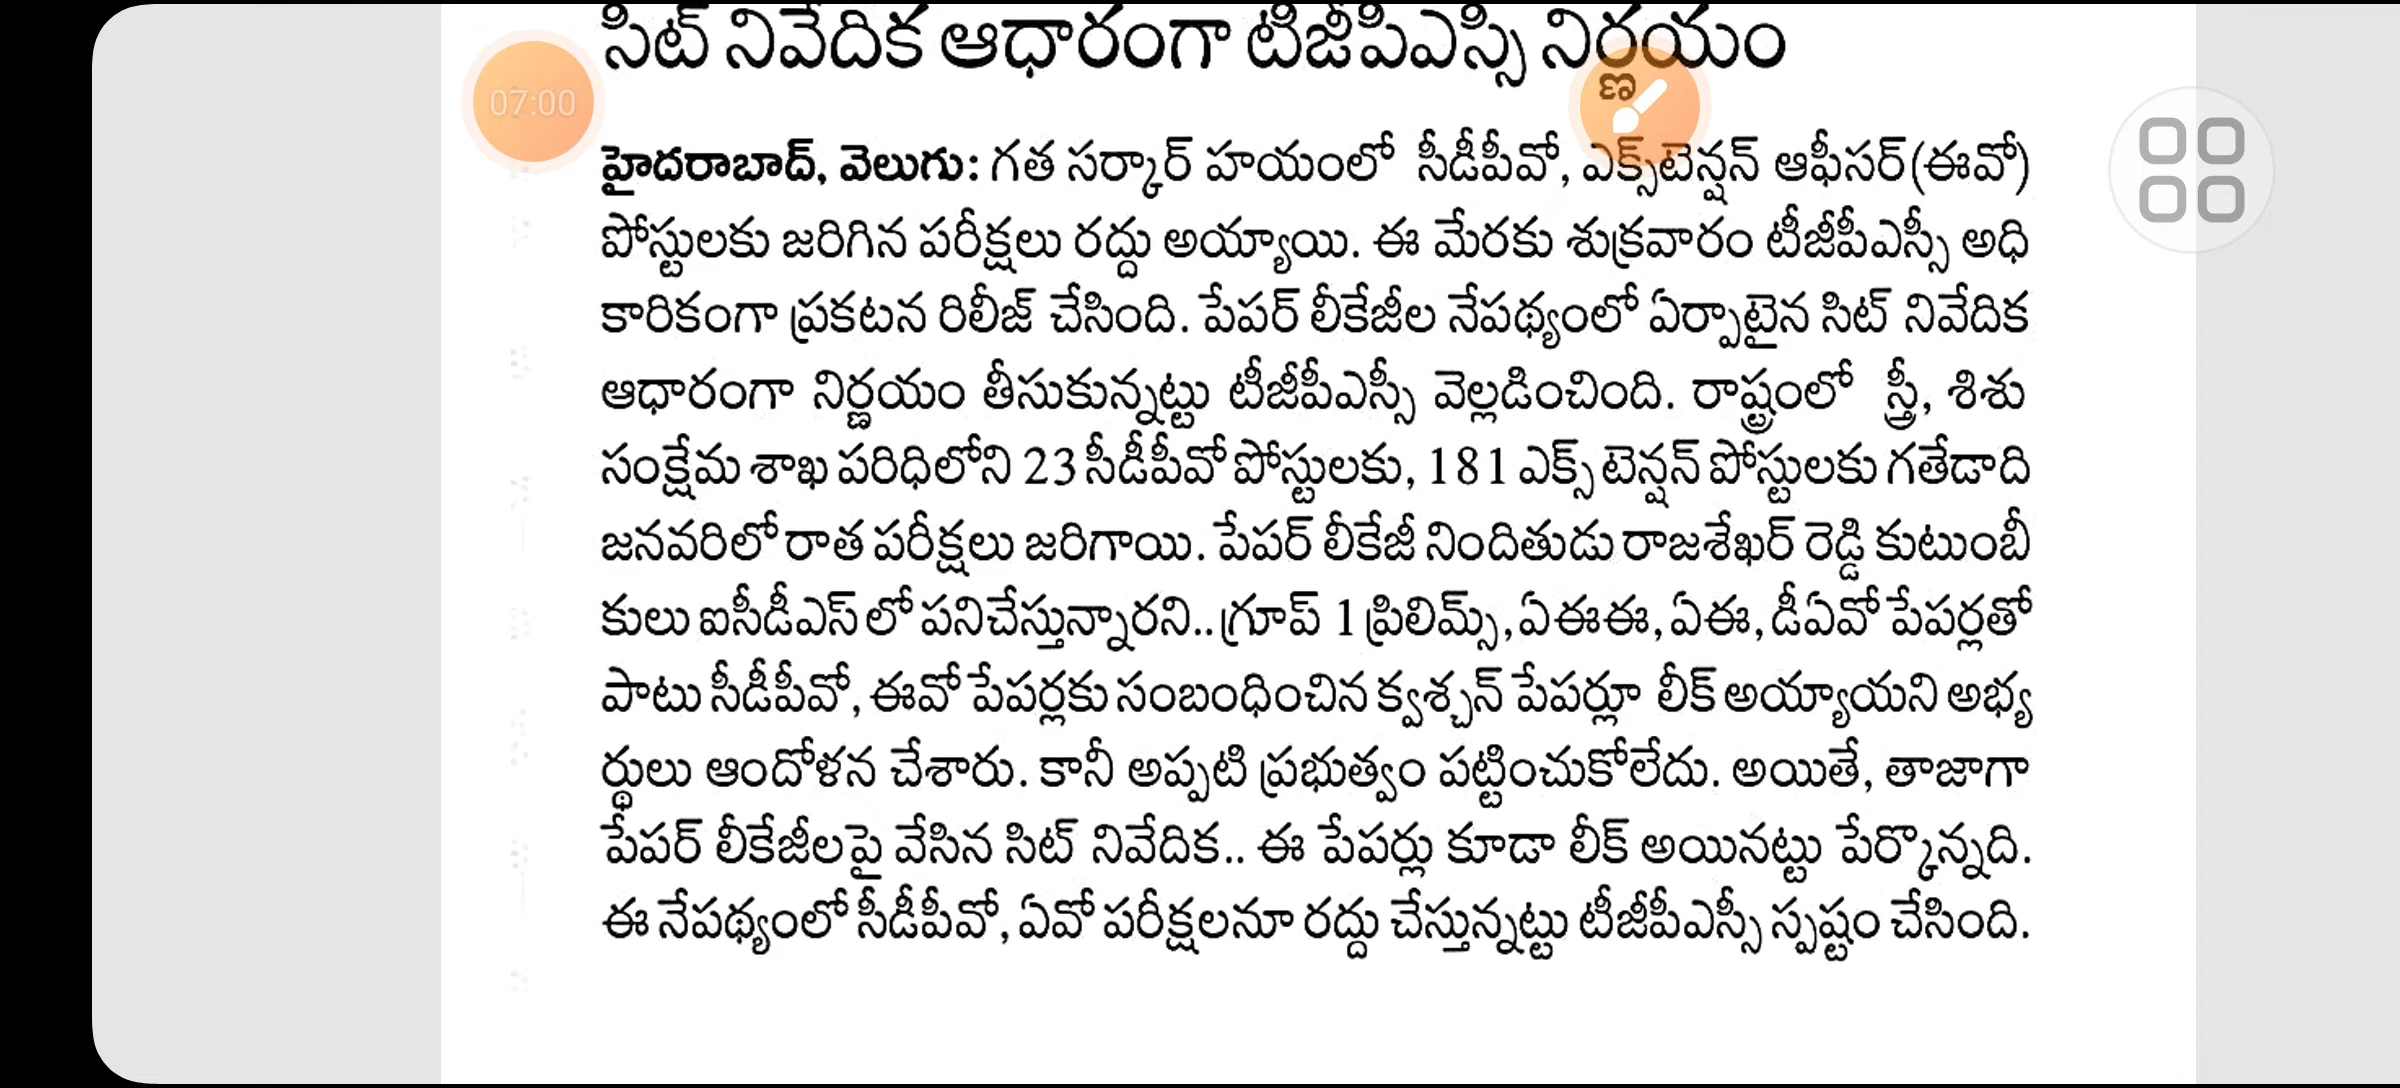 సిట్ నివేదిక ఆధారంగా టీజీపీఎస్సీ నిర్ణయం
07:00
హైదరాబాద్, వెలుగు: గత సర్కార్ హయంలో సీడీపీవో, ఎక్స్‌టెన్షన్ ఆఫీసర్(ఈవో)
పోస్టులకు జరిగిన పరీక్షలు రద్దు అయ్యాయి. ఈ మేరకు శుక్రవారం టీజీపీఎస్సీ అధి
కారికంగా ప్రకటన రిలీజ్ చేసింది. పేపర్ లీకేజీల నేపథ్యంలో ఏర్పాటైన సిట్ నివేదిక
ఆధారంగా నిర్ణయం తీసుకున్నట్టు టీజీపీఎస్సీ వెల్లడించింది. రాష్ట్రంలో స్త్రీ, శిశు
సంక్షేమ శాఖ పరిధిలోని 23 సీడీపీవో పోస్టులకు, 181 ఎక్స్ టెన్షన్ పోస్టులకు గతేడాది
జనవరిలో రాత పరీక్షలు జరిగాయి. పేపర్ లీకేజీ నిందితుడు రాజశేఖర్ రెడ్డి కుటుంబీ
కులు ఐసీడీఎస్ లో పనిచేస్తున్నారని.. గ్రూప్ 1 ప్రిలిమ్స్, ఏఈఈ, ఏఈ, డీఏవో పేపర్లతో
పాటు సీడీపీవో, ఈవో పేపర్లకు సంబంధించిన క్వశ్చన్ పేపర్లూ లీక్ అయ్యాయని అభ్య
ర్థులు ఆందోళన చేశారు. కానీ అప్పటి ప్రభుత్వం పట్టించుకోలేదు. అయితే, తాజాగా
పేపర్ లీకేజీలపై వేసిన సిట్ నివేదిక.. ఈ పేపర్లు కూడా లీక్ అయినట్టు పేర్కొన్నది.
ఈ నేపథ్యంలో సీడీపీవో, ఏవో పరీక్షలనూ రద్దు చేస్తున్నట్టు టీజీపీఎస్సీ స్పష్టం చేసింది.